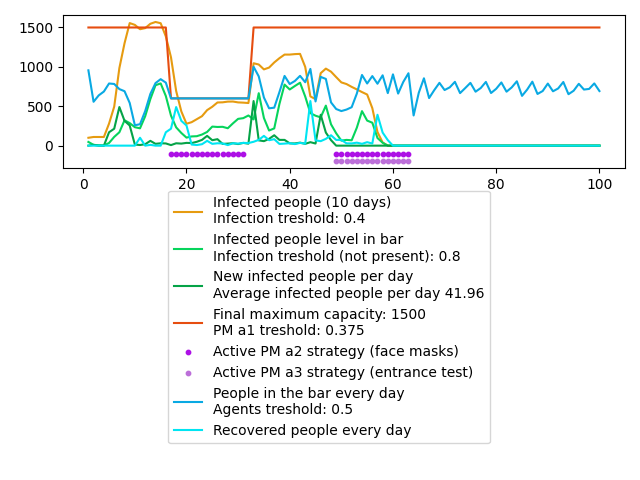 1500
1000
500
0
0 20 40 60 80 100
Infected people (10 days)
Infection treshold: 0.4
Infected people level in bar
Infection treshold (not present): 0.8
New infected people per day
Average infected people per day 41.96
Final maximum capacity: 1500
PM a1 treshold: 0.375
Active PM a2 strategy (face masks)
Active PM a3 strategy (entrance test)
People in the bar every day
Agents treshold: 0.5
Recovered people every day